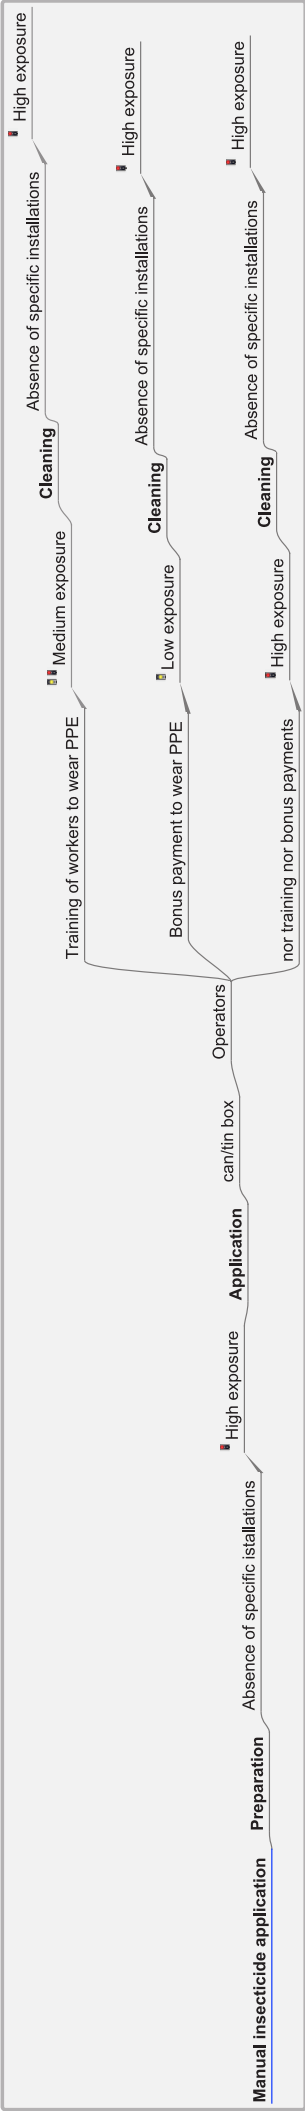 Manual insecticide application
Preparation
Absence of specific istallations
High exposure
Application
can/tin box
Operators
Training of workers to wear PPE
Medium exposure
Cleaning
Absence of specific installations
High exposure
Bonus payment to wear PPE
Low exposure
Cleaning
Absence of specific installations
High exposure
nor training nor bonus payments
High exposure
Cleaning
Absence of specific installations
High exposure